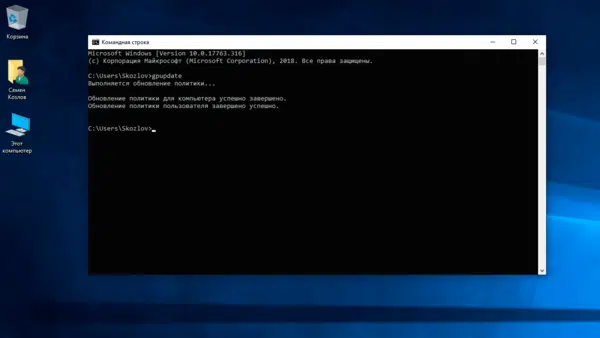 Корзина
Семен
Козлов
Этот
компьютер
Командная строка
Microsoft Windows [Version 10.0.17763.316]
(c) Корпорация Майкрософт (Microsoft Corporation), 2018. Все права защищены.
C:\Users\Skozlov>gpupdate
Выполняется обновление политики...
Обновление политики для компьютера успешно завершено.
Обновление политики пользователя завершено успешно.
C:\Users\Skozlov>